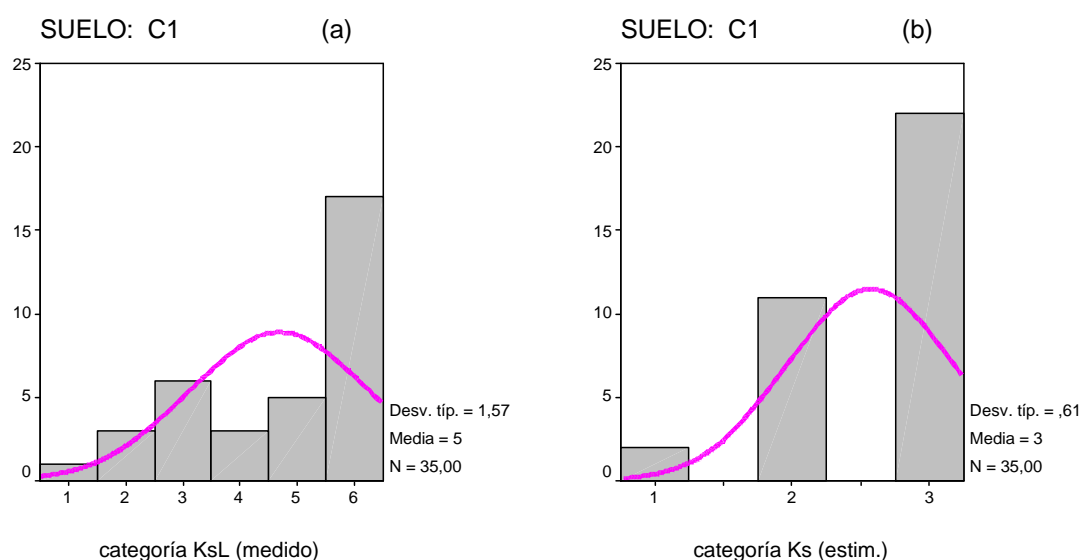 SUELO: C1 (a)
25
20
15
10
5
0
1 2 3 4 5 6
Desv. típ. = 1,57
Media = 5
N = 35,00
categoría KsL (medido)
SUELO: C1 (b)
25
20
15
10
5
0
1 2 3
Desv. típ. = ,61
Media = 3
N = 35,00
categoría Ks (estim.)